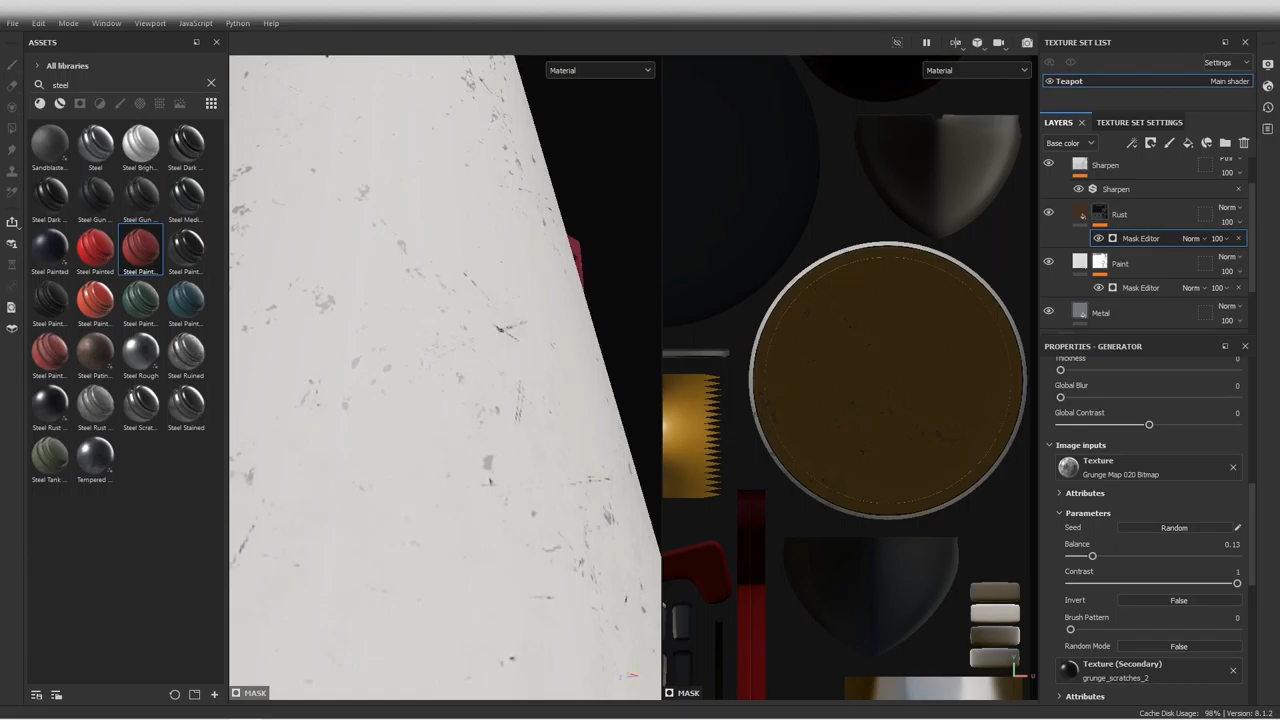 File Edit Mode Window Viewport JavaScript Python Help
ASSETS
All libraries
steel
Sandblaste... Steel Steel Brigh... Steel Dark ...
Steel Dark ... Steel Gun ... Steel Gun ... Steel Medi...
Steel Painted Steel Painted Steel Paint... Steel Paint...
Steel Paint... Steel Paint... Steel Paint... Steel Paint...
Steel Paint... Steel Patin... Steel Rough Steel Ruined
Steel Rust ... Steel Rust ... Steel Scrat... Steel Stained
Steel Tank ... Tempered ...
Material
MASK
Material
MASK
TEXTURE SET LIST
Settings
Teapot Main shader
LAYERS TEXTURE SET SETTINGS
Base color
Sharpen
100
Sharpen
Rust Norm
100
Mask Editor Norm 100
Paint Norm
100
Mask Editor Norm 100
Metal Norm
100
PROPERTIES - GENERATOR
Thickness 0
Global Blur 0
Global Contrast 0
Image inputs
Texture
Grunge Map 020 Bitmap
Attributes
Parameters
Seed Random
Balance 0.13
Contrast 1
Invert False
Brush Pattern 0
Random Mode False
Texture (Secondary)
grunge_scratches_2
Attributes
Cache Disk Usage: 98% | Version: 8.1.2